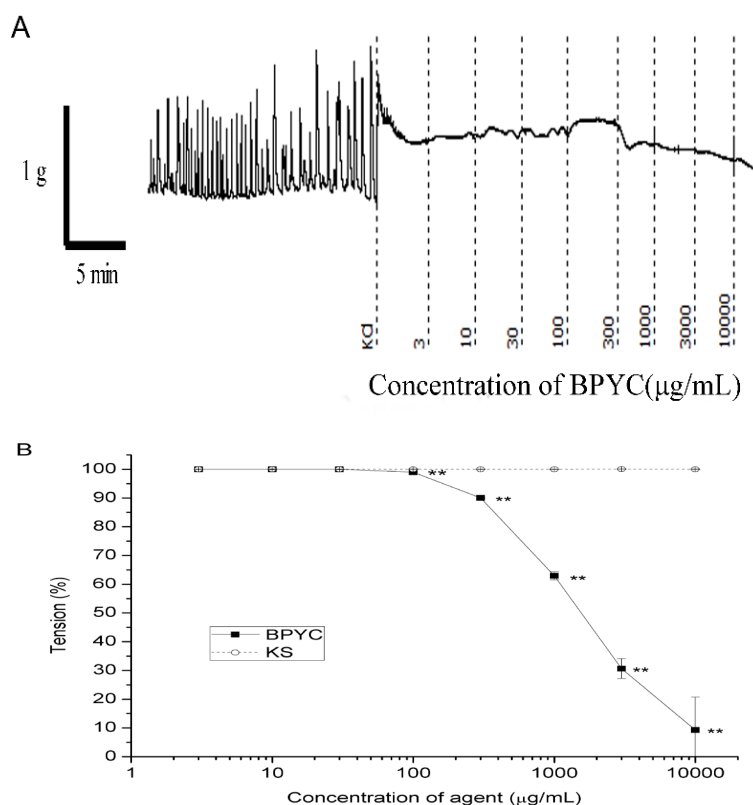 A
1 g
5 min
KCl
3
10
30
100
300
1000
3000
10000
Concentration of BPYC(μg/mL)
B
Tension (%)
100
90
80
70
60
50
40
30
20
10
0
**
**
**
**
**
BPYC
KS
1
10
100
1000
10000
Concentration of agent (μg/mL)